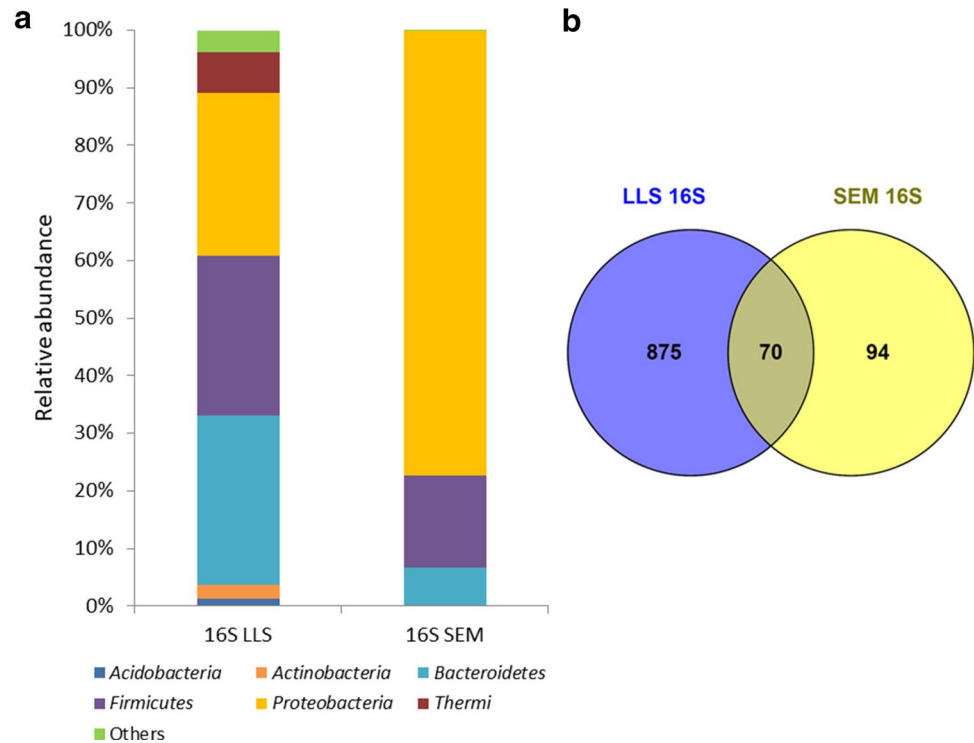 a
100%
90%
80%
70%
60%
50%
40%
30%
20%
10%
0%
Relative abundance
16S LLS 16S SEM
Acidobacteria Actinobacteria Bacteroidetes
Firmicutes Proteobacteria Thermi
Others
b
LLS 16S SEM 16S
875 70 94